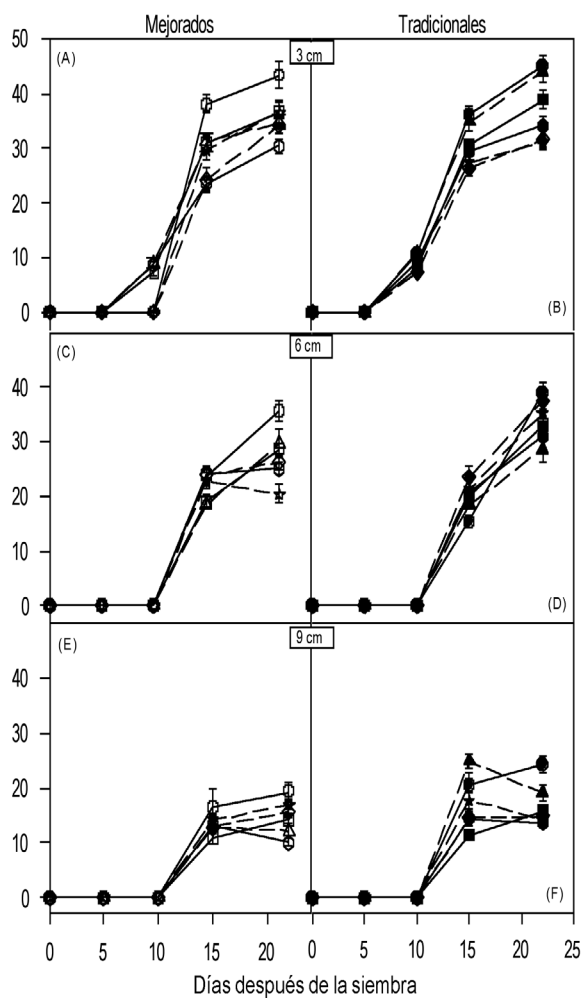 Mejorados Tradicionales
50 (A) 3 cm
40
30
20
10
0 (B)
(C) 6 cm
40
30
20
10
0 (D)
(E) 9 cm
40
30
20
10
0 (F)
0 5 10 15 20 0 5 10 15 20 25
Días después de la siembra